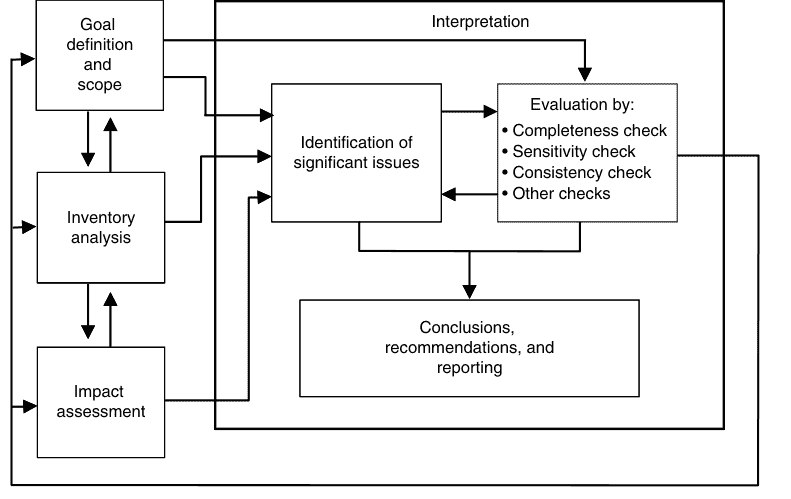 Goal
definition
and
scope
Interpretation
Evaluation by:
• Completeness check
• Sensitivity check
• Consistency check
• Other checks
Identification of
significant issues
Inventory
analysis
Conclusions,
recommendations, and
reporting
Impact
assessment